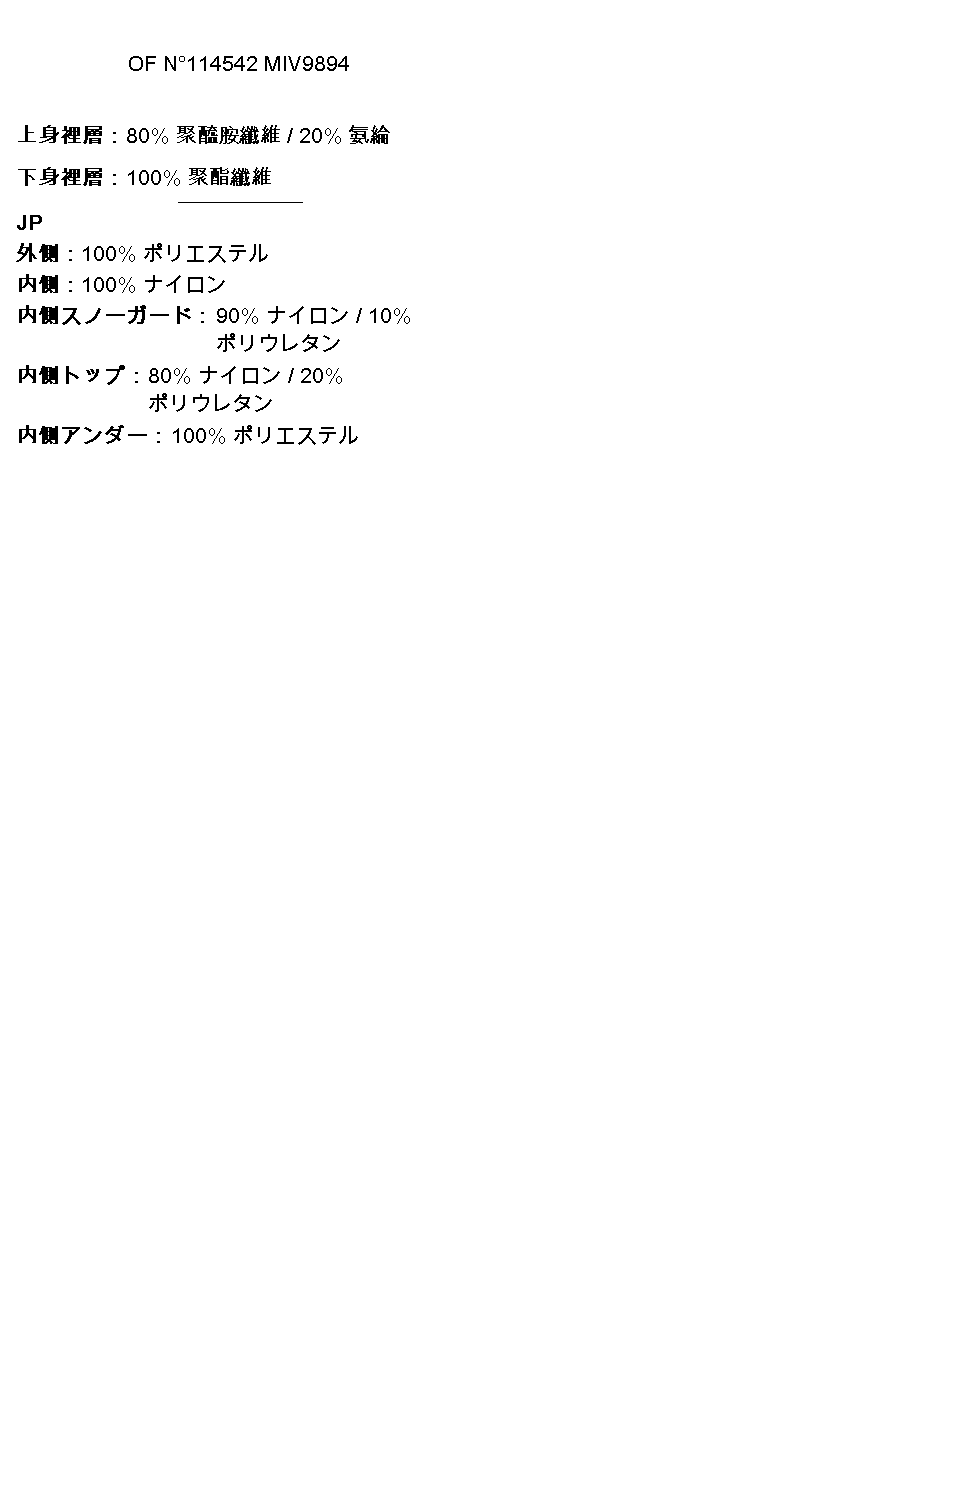 OF N°114542 MIV9894
上身裡層 : 80% 聚醯胺纖維 / 20% 氨綸
下身裡層 : 100% 聚酯纖維
JP
外側 : 100% ポリエステル
内側 : 100% ナイロン
内側スノーガード : 90% ナイロン / 10%
ポリウレタン
内側トップ : 80% ナイロン / 20%
ポリウレタン
内側アンダー : 100% ポリエステル